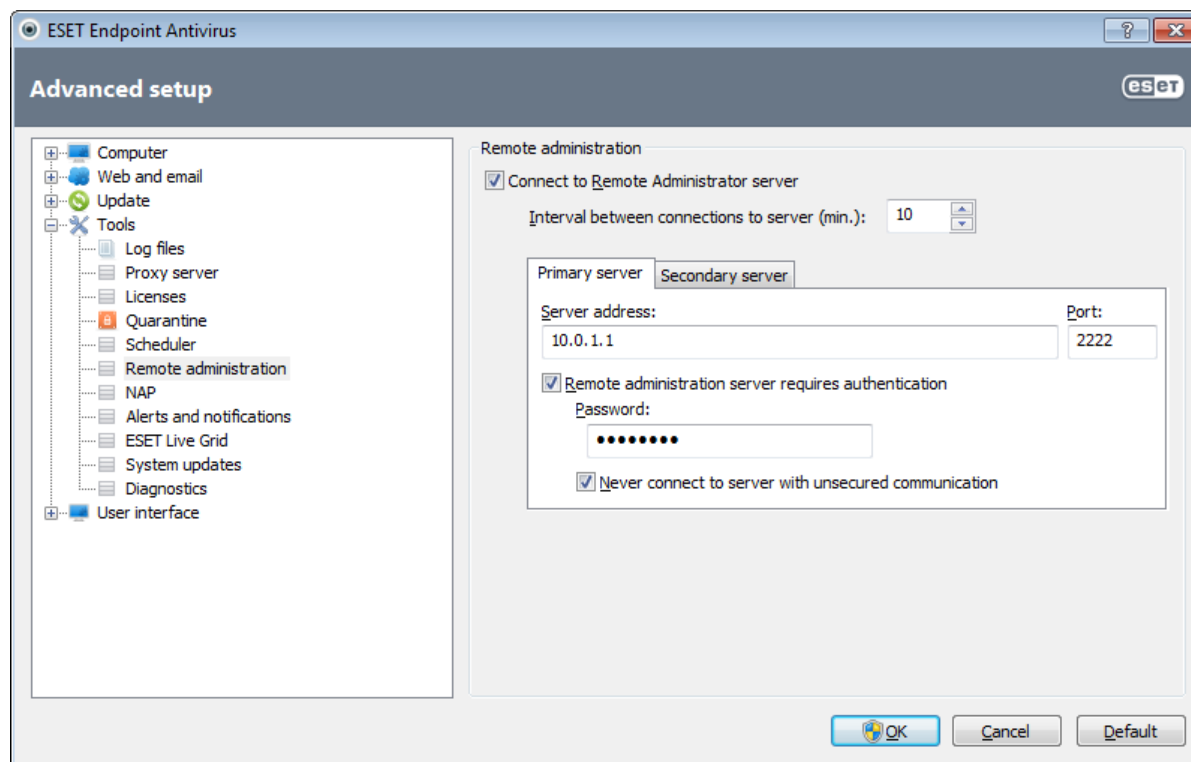 ESET Endpoint Antivirus
?
Advanced setup
eset
Computer
Web and email
Update
Tools
Log files
Proxy server
Licenses
Quarantine
Scheduler
Remote administration
NAP
Alerts and notifications
ESET Live Grid
System updates
Diagnostics
User interface
Remote administration
Connect to Remote Administrator server
Interval between connections to server (min.): 10
Primary server Secondary server
Server address: Port:
10.0.1.1 2222
Remote administration server requires authentication
Password:
••••••••
Never connect to server with unsecured communication
OK Cancel Default